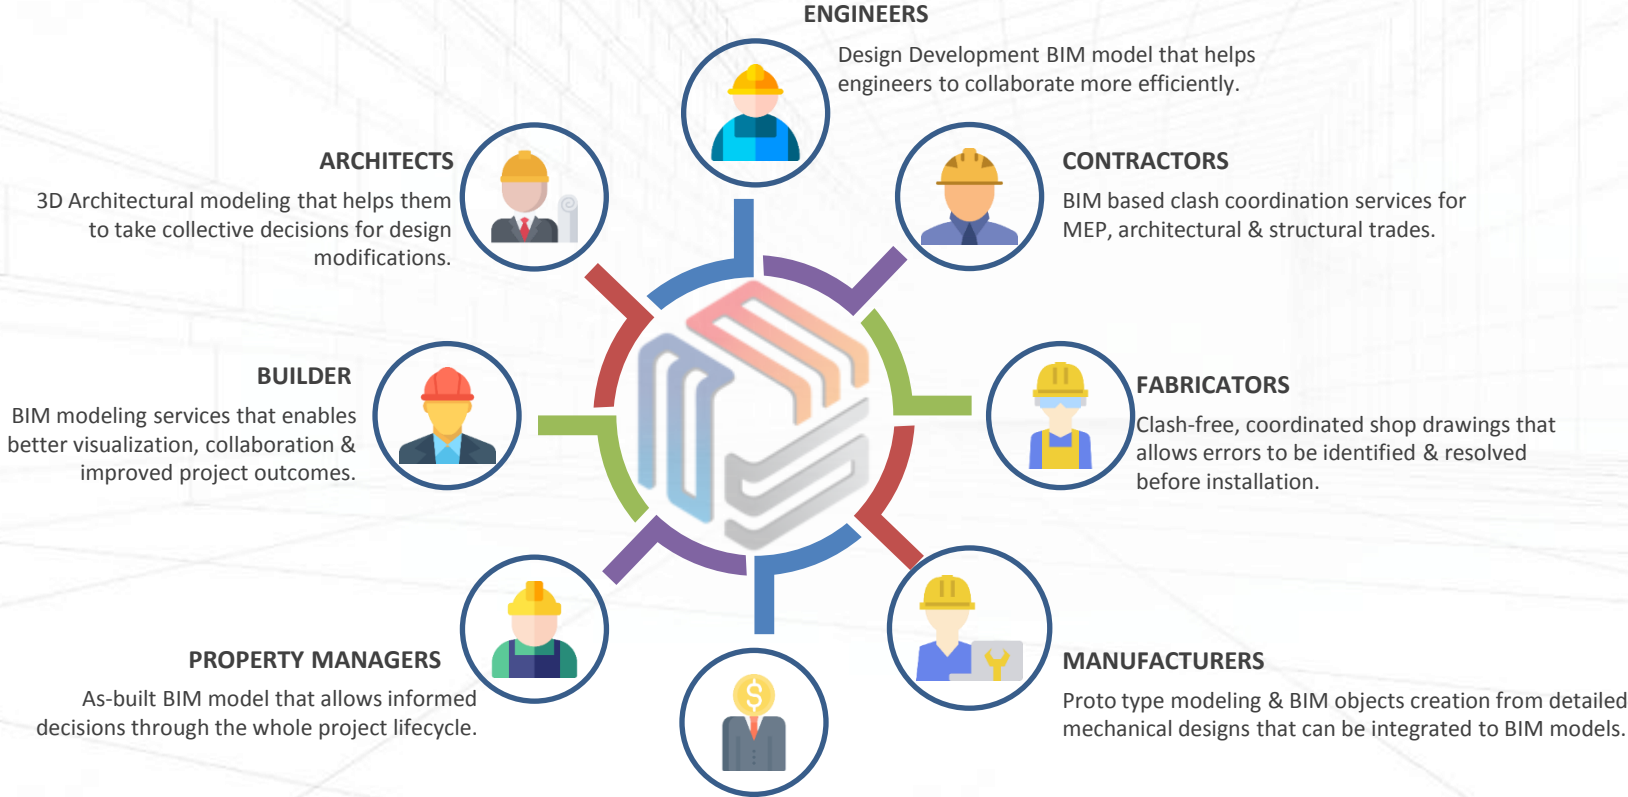 ENGINEERS
Design Development BIM model that helps
engineers to collaborate more efficiently.
ARCHITECTS
3D Architectural modeling that helps them
to take collective decisions for design
modifications.
CONTRACTORS
BIM based clash coordination services for
MEP, architectural & structural trades.
BUILDER
BIM modeling services that enables
better visualization, collaboration &
improved project outcomes.
FABRICATORS
Clash-free, coordinated shop drawings that
allows errors to be identified & resolved
before installation.
PROPERTY MANAGERS
As-built BIM model that allows informed
decisions through the whole project lifecycle.
$
MANUFACTURERS
Proto type modeling & BIM objects creation from detailed
mechanical designs that can be integrated to BIM models.